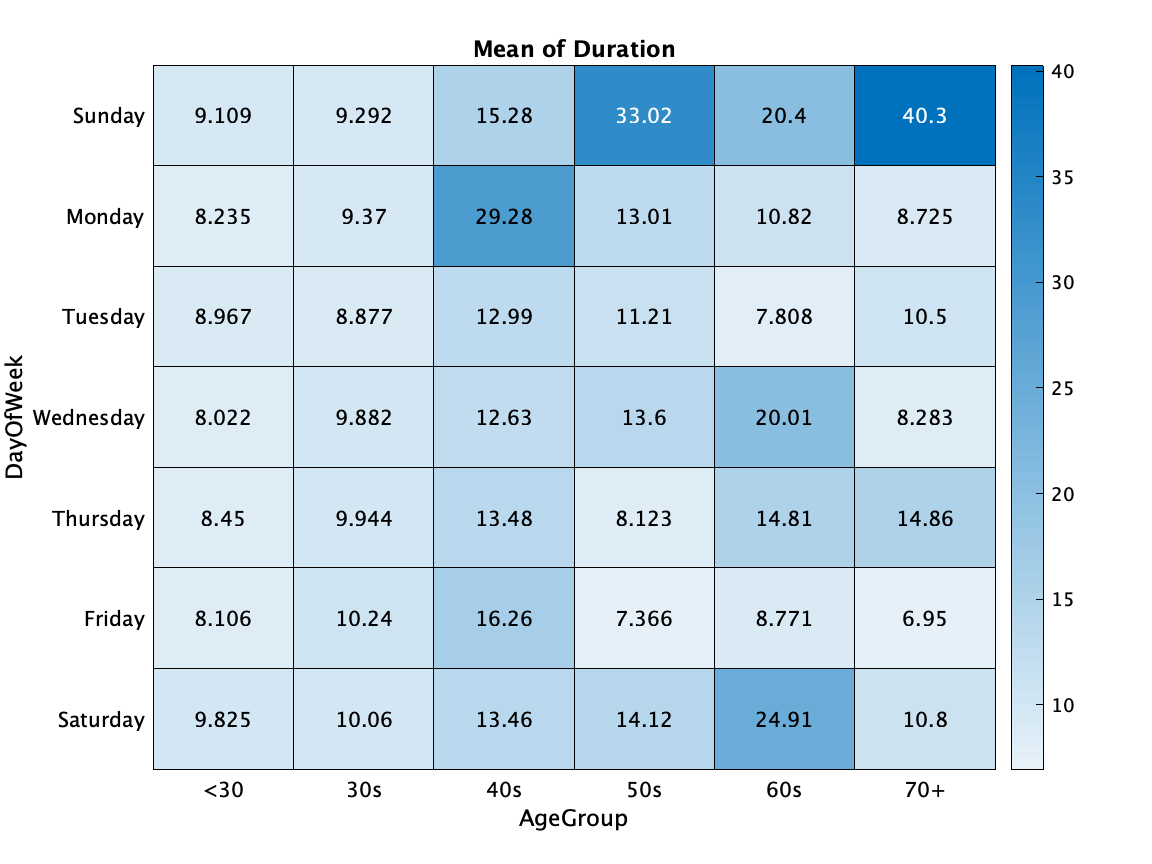 Mean of Duration
Sunday 9.109 9.292 15.28 33.02 20.4 40.3
Monday 8.235 9.37 29.28 13.01 10.82 8.725
Tuesday 8.967 8.877 12.99 11.21 7.808 10.5
Wednesday 8.022 9.882 12.63 13.6 20.01 8.283
Thursday 8.45 9.944 13.48 8.123 14.81 14.86
Friday 8.106 10.24 16.26 7.366 8.771 6.95
Saturday 9.825 10.06 13.46 14.12 24.91 10.8
<30 30s 40s 50s 60s 70+
AgeGroup
DayOfWeek
40
35
30
25
20
15
10